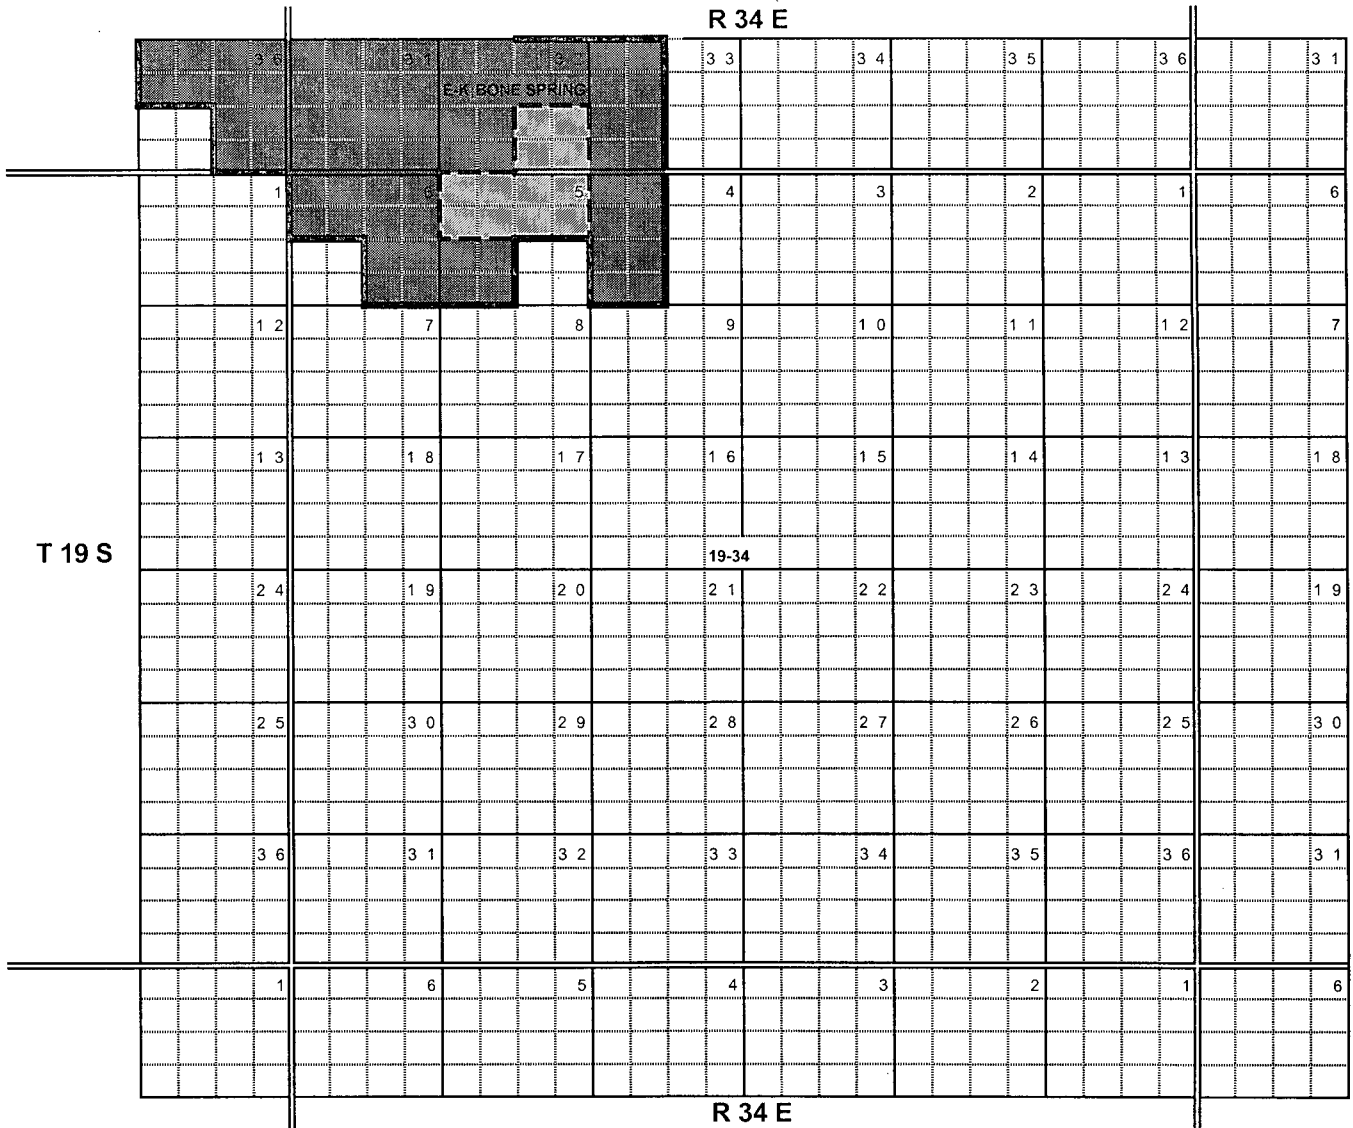 R 34 E
36 31 32 33 34 35 36 31
E-K BONE SPRING
1 6 5 4 3 2 1 6
12 7 8 9 10 11 12 7
13 18 17 16 15 14 13 18
T 19 S
19-34
24 19 20 21 22 23 24 19
25 30 29 28 27 26 25 30
36 31 32 33 34 35 36 31
1 6 5 4 3 2 1 6
R 34 E